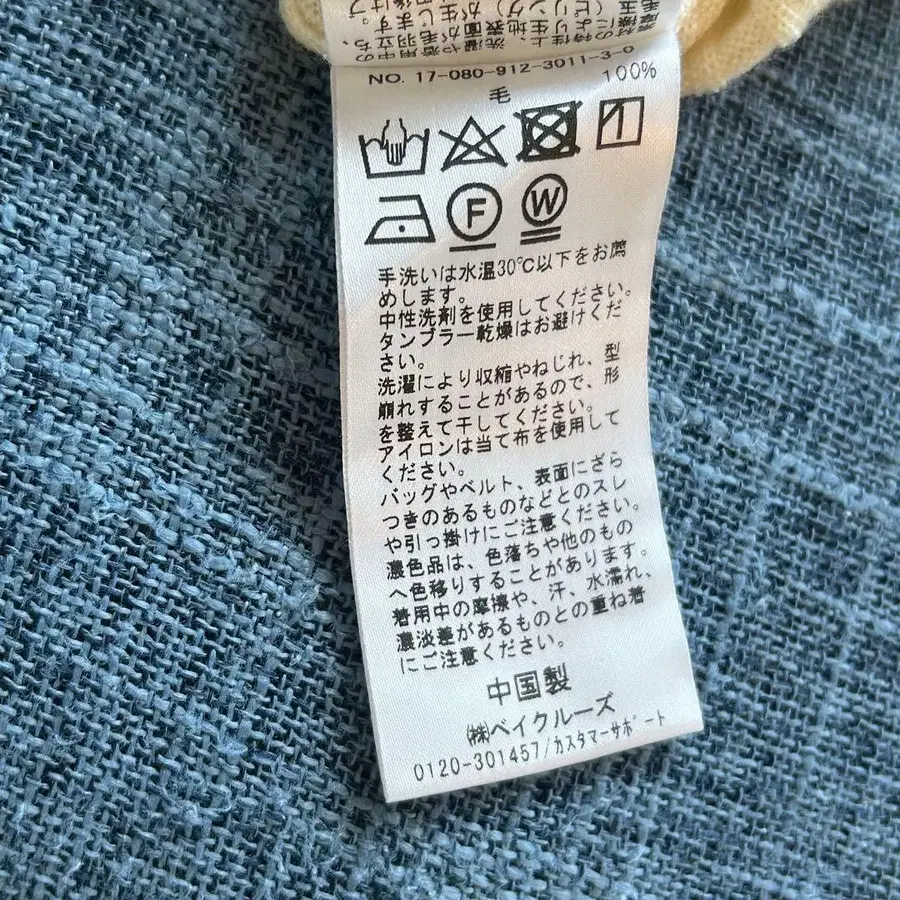 NO. 17-080-912-3011-3-0
毛 100%
F W
手洗いは水温30℃以下をお薦
めします。
中性洗剤を使用してください。
タンブラー乾燥はお避けくだ
さい。
洗濯により収縮やねじれ、型
崩れすることがあるので、形
を整えて干してください。
アイロンは当て布を使用して
ください。
バッグやベルト、表面にざら
つきのあるものなどとのスレ
や引っ掛けにご注意ください。
濃色品は、色落ちや他のもの
へ色移りすることがあります。
着用中の摩擦や、汗、水濡れ、
濃淡差があるものとの重ね着
にご注意ください。
中国製
㈱ベイクルーズ
0120-301457/カスタマーサポート